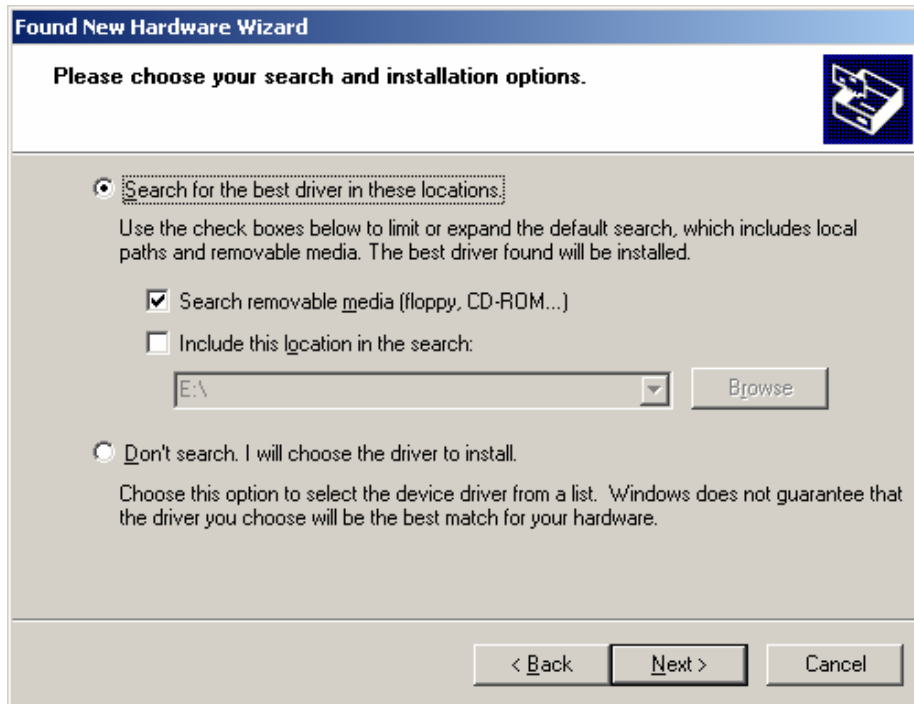 Found New Hardware Wizard
Please choose your search and installation options.
Search for the best driver in these locations.
Use the check boxes below to limit or expand the default search, which includes local
paths and removable media. The best driver found will be installed.
Search removable media (floppy, CD-ROM...)
Include this location in the search:
E:\
Browse
Don't search. I will choose the driver to install.
Choose this option to select the device driver from a list.  Windows does not guarantee that
the driver you choose will be the best match for your hardware.
< Back
Next >
Cancel